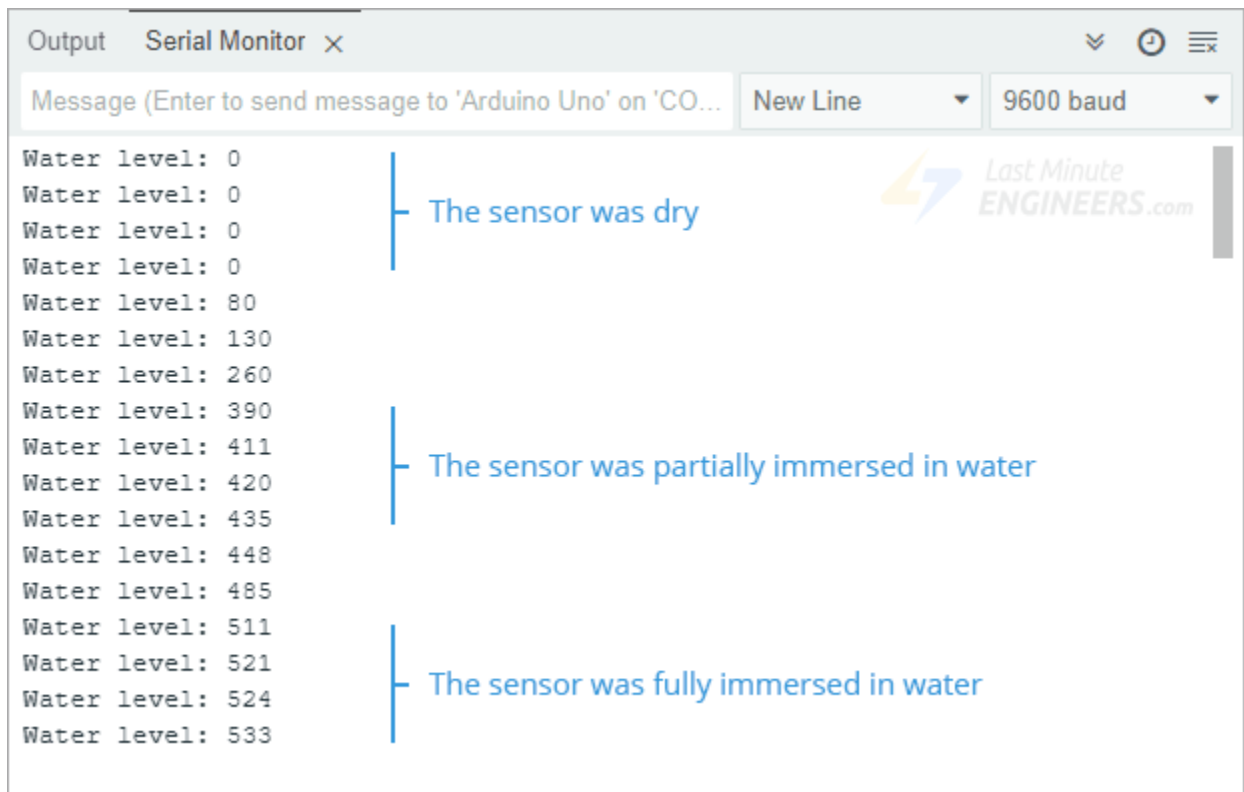 Output Serial Monitor
Message (Enter to send message to 'Arduino Uno' on 'CO... New Line 9600 baud
Water level: 0
Water level: 0
Water level: 0
Water level: 0
The sensor was dry
Water level: 80
Water level: 130
Water level: 260
Water level: 390
Water level: 411
Water level: 420
Water level: 435
The sensor was partially immersed in water
Water level: 448
Water level: 485
Water level: 511
Water level: 521
Water level: 524
Water level: 533
The sensor was fully immersed in water
Last Minute
ENGINEERS.com